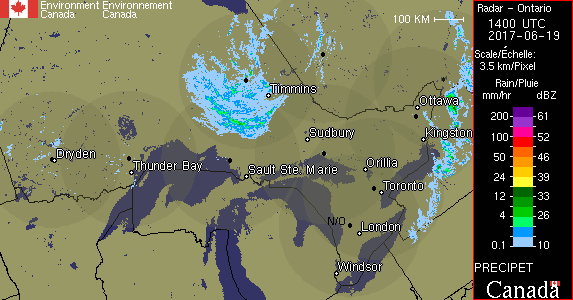 Environment Environnement
Canada Canada
100 KM
Radar - Ontario
1400 UTC
2017-06-19
Scale/Échelle:
3.5 km/Pixel
Rain/Pluie
mm/hr dBZ
200 61
100 52
50 46
24 39
12 33
4 26
0.1 10
PRECIPET
Canada
Timmins
Ottawa
Sudbury
Kingston
Dryden
Thunder Bay
Sault Ste. Marie
Orillia
Toronto
N/O
London
Windsor